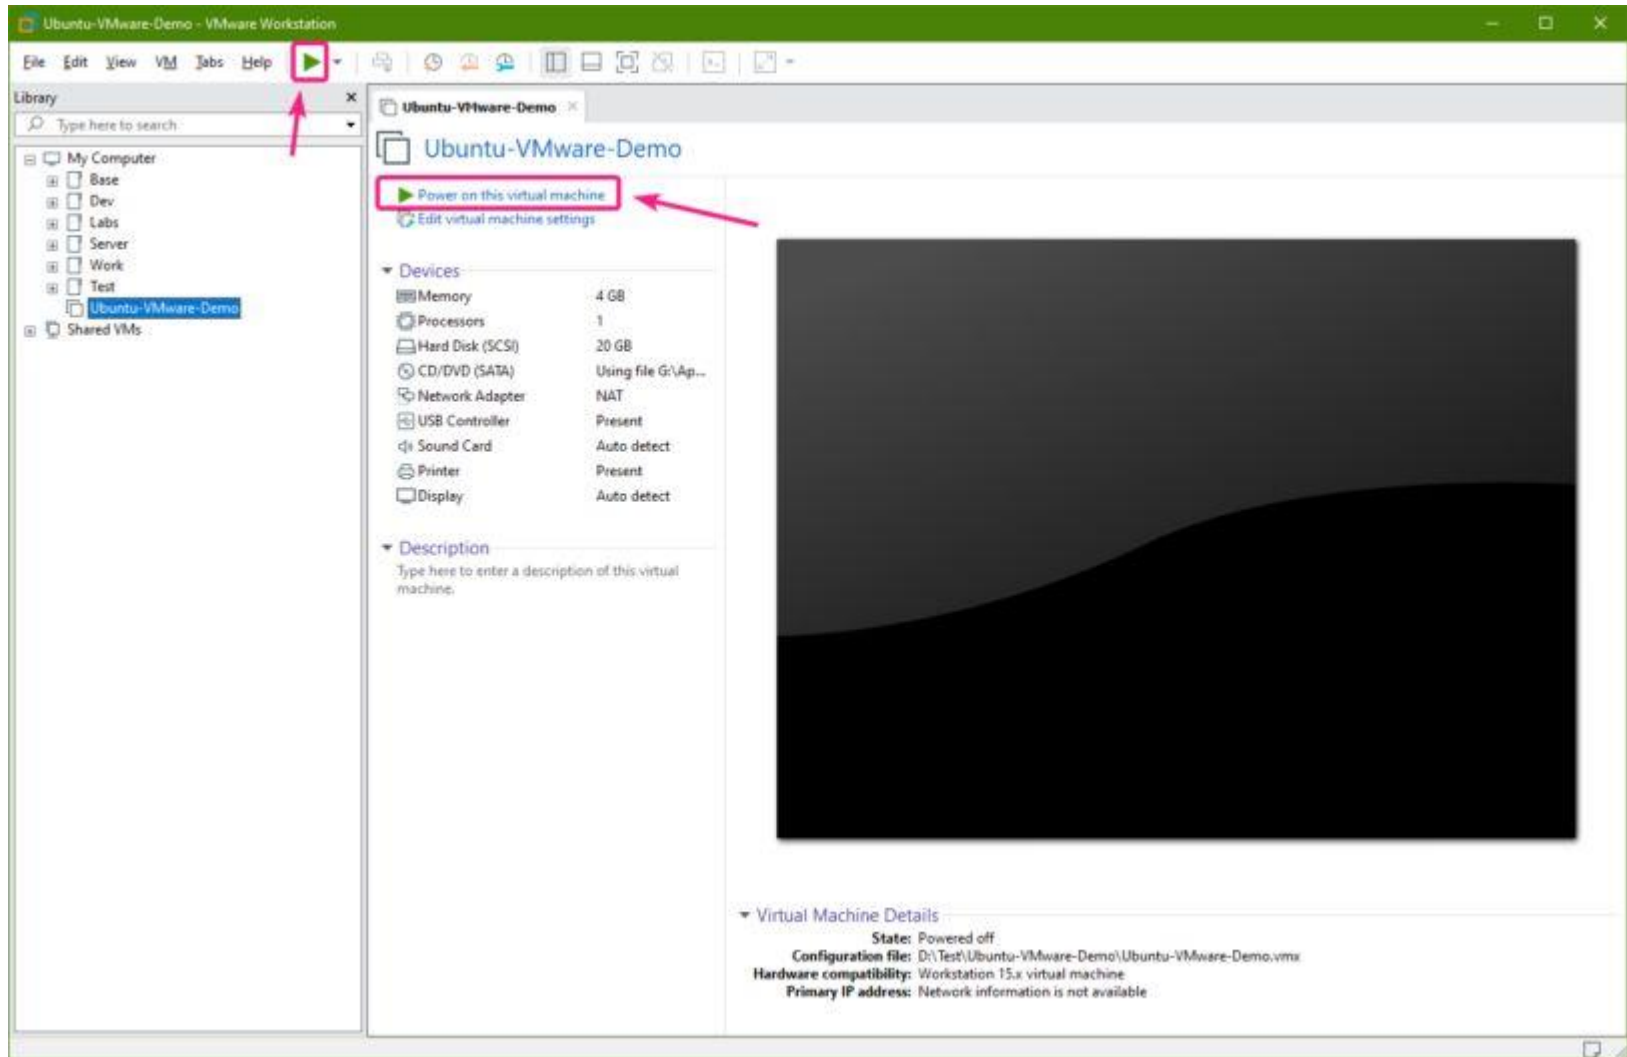 Ubuntu-VMware-Demo - VMware Workstation
File Edit View VM Tabs Help
Library
Type here to search
My Computer
Base
Dev
Labs
Server
Work
Test
Ubuntu-VMware-Demo
Shared VMs
Ubuntu-VMware-Demo
Ubuntu-VMware-Demo
Power on this virtual machine
Edit virtual machine settings
Devices
Memory 4 GB
Processors 1
Hard Disk (SCSI) 20 GB
CD/DVD (SATA) Using file G:\Ap...
Network Adapter NAT
USB Controller Present
Sound Card Auto detect
Printer Present
Display Auto detect
Description
Type here to enter a description of this virtual
machine.
Virtual Machine Details
State: Powered off
Configuration file: D:\Test\Ubuntu-VMware-Demo\Ubuntu-VMware-Demo.vmx
Hardware compatibility: Workstation 15.x virtual machine
Primary IP address: Network information is not available